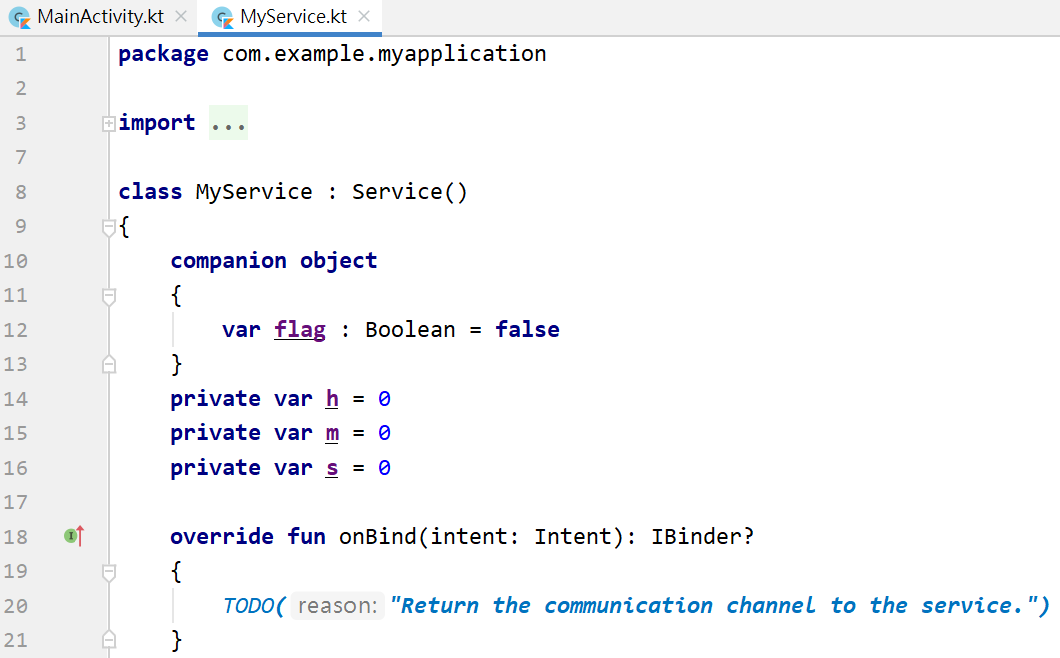 MainActivity.kt MyService.kt
1 package com.example.myapplication
2
3 import ...
7
8 class MyService : Service()
9 {
10 companion object
11 {
12 var flag : Boolean = false
13 }
14 private var h = 0
15 private var m = 0
16 private var s = 0
17
18 override fun onBind(intent: Intent): IBinder?
19 {
20 TODO( reason: "Return the communication channel to the service.")
21 }